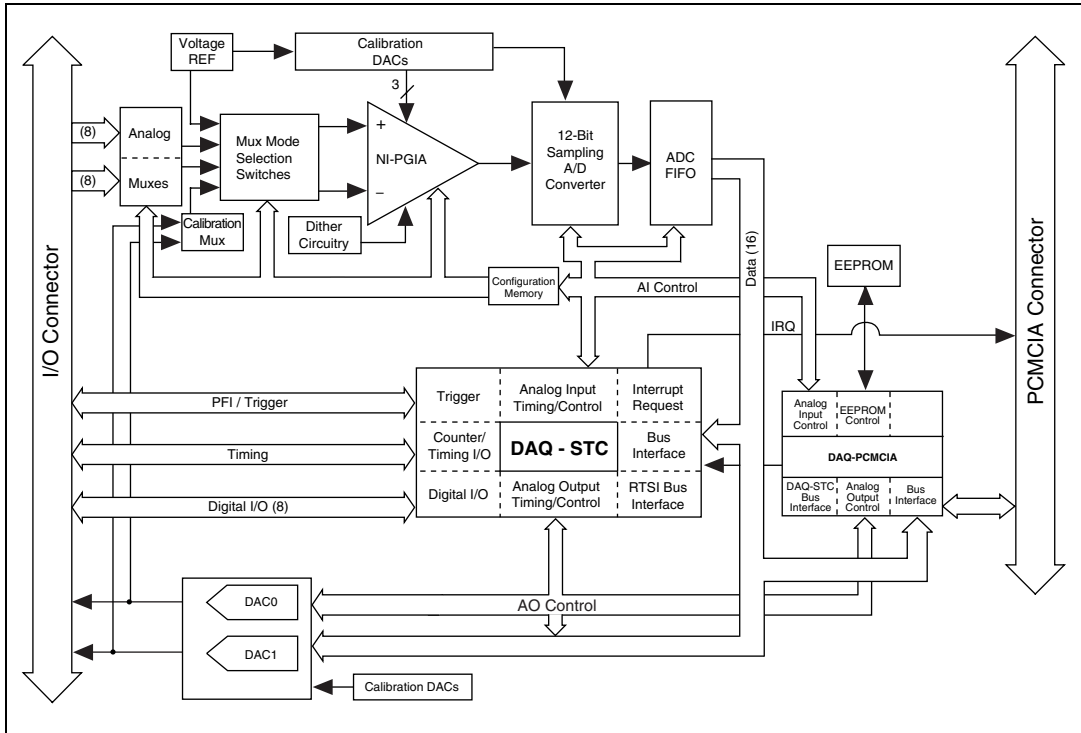 Voltage
REF
Calibration
DACs
3
(8)
(8)
Analog
Muxes
Mux Mode
Selection
Switches
+
NI-PGIA
–
12-Bit
Sampling
A/D
Converter
ADC
FIFO
Calibration
Mux
Dither
Circuitry
Configuration
Memory
AI Control
Data (16)
EEPROM
IRQ
I/O Connector
PCMCIA Connector
PFI / Trigger
Timing
Digital I/O (8)
Trigger
Analog Input
Timing/Control
Interrupt
Request
Counter/
Timing I/O
DAQ - STC
Bus
Interface
Digital I/O
Analog Output
Timing/Control
RTSI Bus
Interface
Analog
Input
Control
EEPROM
Control
DAQ-PCMCIA
DAQ-STC
Bus
Interface
Analog
Output
Control
Bus
Interface
AO Control
DAC0
DAC1
Calibration DACs